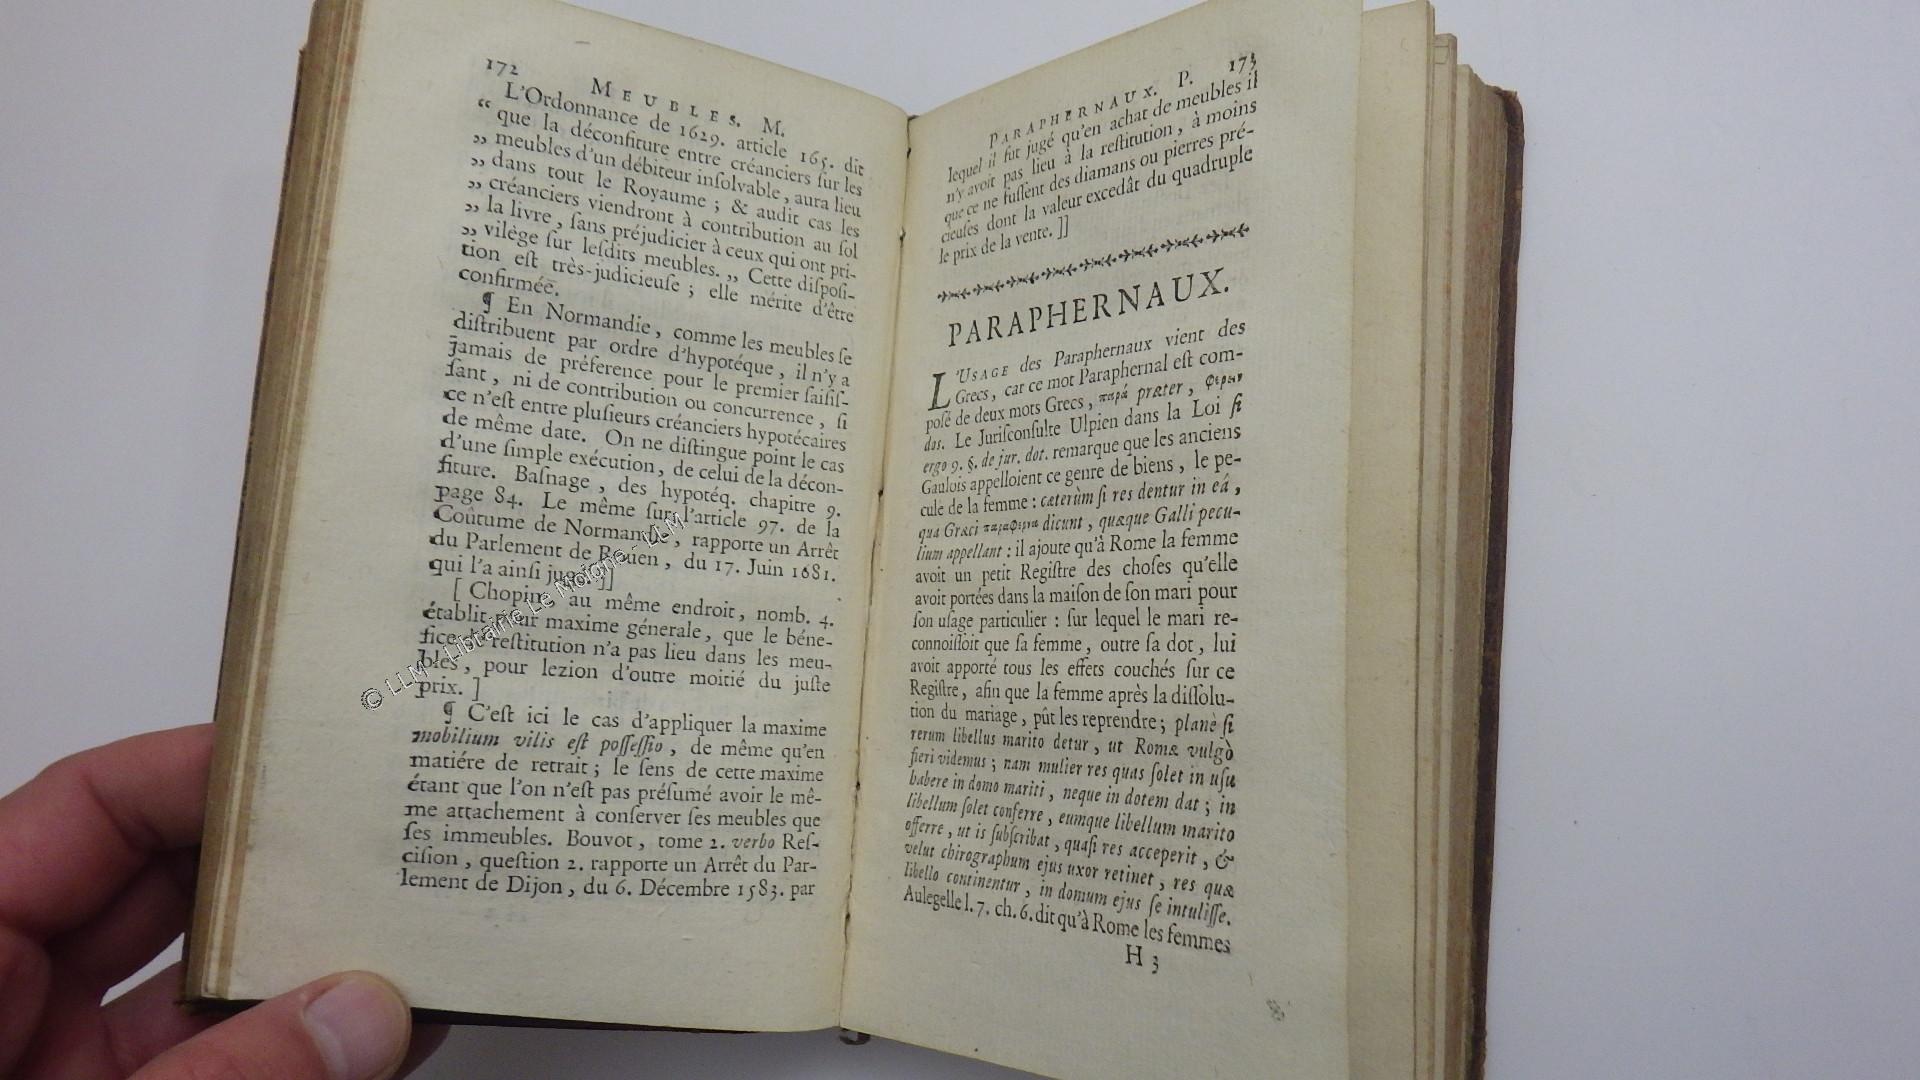 172
MEUBLES. M.
L'Ordonnance de 1629. article 165. dit
“ que la déconfiture entre créanciers ſur les
„ meubles d'un débiteur inſolvable, aura lieu
„ dans tout le Royaume; & audit cas les
„ créanciers viendront à contribution au ſol
„ la livre, ſans préjudicier à ceux qui ont pri-
„ vilège ſur leſdits meubles. „ Cette diſpoſi-
tion eſt très-judicieuſe; elle mérite d'être
confirmée.
¶ En Normandie, comme les meubles ſe
diſtribuent par ordre d'hypotéque, il n'y a
jamais de préference pour le premier ſaiſiſ-
ſant, ni de contribution ou concurrence, ſi
ce n'eſt entre pluſieurs créanciers hypotécaires
de même date. On ne diſtingue point le cas
d'une ſimple exécution, de celui de la décon-
fiture. Baſnage, des hypotéq. chapitre 9.
page 84. Le même ſur l'article 97. de la
Coûtume de Normandie, rapporte un Arrêt
du Parlement de Rouen, du 17. Juin 1681.
qui l'a ainſi jugé. ]]
[ Chopin, au même endroit, nomb. 4.
établit pour maxime génerale, que le béne-
fice de reſtitution n'a pas lieu dans les meu-
bles, pour lezion d'outre moitié du juſte
prix. ]
¶ C'eſt ici le cas d'appliquer la maxime
mobilium vilis eſt poſſeſſio, de même qu'en
matiére de retrait; le ſens de cette maxime
étant que l'on n'eſt pas préſumé avoir le mê-
me attachement à conſerver ſes meubles que
ſes immeubles. Bouvot, tome 2. verbo Reſ-
ciſion, queſtion 2. rapporte un Arrêt du Par-
lement de Dijon, du 6. Décembre 1583. par
© LLM - Librairie Le Moigne - LLM
PARAPHERNAUX. P. 173
lequel il fut jugé qu'en achat de meubles il
n'y avoit pas lieu à la reſtitution, à moins
que ce ne fuſſent des diamans ou pierres pré-
cieuſes dont la valeur excedât du quadruple
le prix de la vente. ]]
PARAPHERNAUX.
L'USAGE des Paraphernaux vient des
Grecs, car ce mot Paraphernal eſt com-
poſé de deux mots Grecs, παρά præter, φερην
dos. Le Juriſconſulte Ulpien dans la Loi ſi
ergo 9. §. de jur. dot. remarque que les anciens
Gaulois appelloient ce genre de biens, le pe-
cule de la femme: cæterùm ſi res dentur in eâ,
qua Græci παραφερνα dicunt, quæque Galli pecu-
lium appellant: il ajoute qu'à Rome la femme
avoit un petit Regiſtre des choſes qu'elle
avoit portées dans la maiſon de ſon mari pour
ſon uſage particulier: ſur lequel le mari re-
connoiſſoit que ſa femme, outre ſa dot, lui
avoit apporté tous les effets couchés ſur ce
Regiſtre, afin que la femme après la diſſolu-
tion du mariage, pût les reprendre; planè ſi
rerum libellus marito detur, ut Romæ vulgò
fieri videmus; nam mulier res quas ſolet in uſu
habere in domo mariti, neque in dotem dat; in
libellum ſolet conferre, eumque libellum marito
offerre, ut is ſubſcribat, quaſi res acceperit, &
velut chirographum ejus uxor retinet, res quæ
libello continentur, in domum ejus ſe intuliſſe.
Aulegelle l. 7. ch. 6. dit qu'à Rome les femmes
H 3